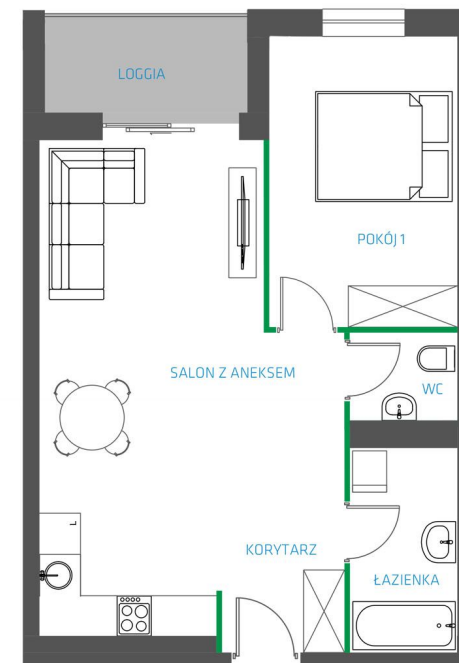 LOGGIA
POKÓJ 1
SALON Z ANEKSEM
WC
L
KORYTARZ
ŁAZIENKA